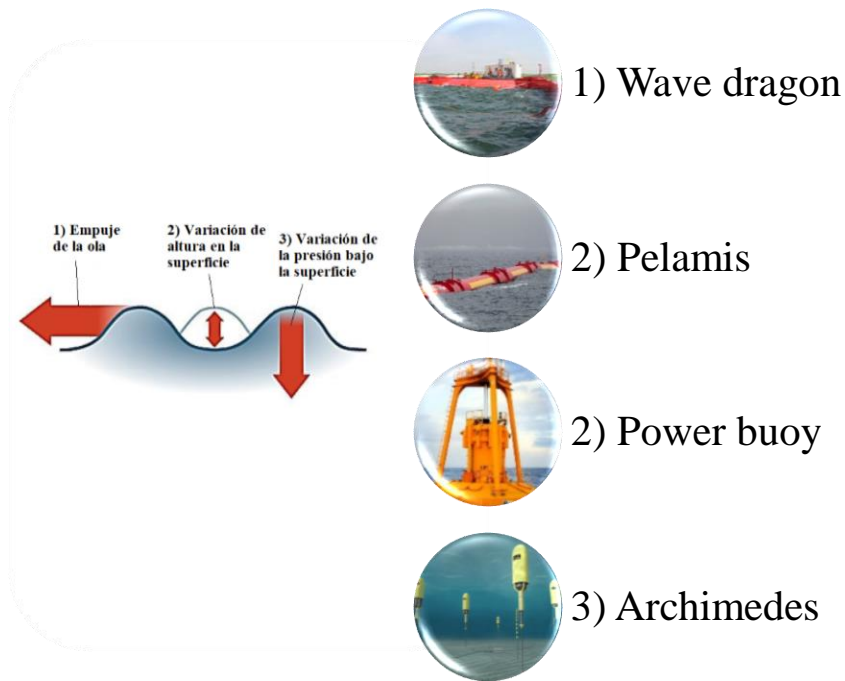 1) Empuje
de la ola
2) Variación de
altura en la
superficie
3) Variación de
la presión bajo
la superficie
1) Wave dragon
2) Pelamis
2) Power buoy
3) Archimedes